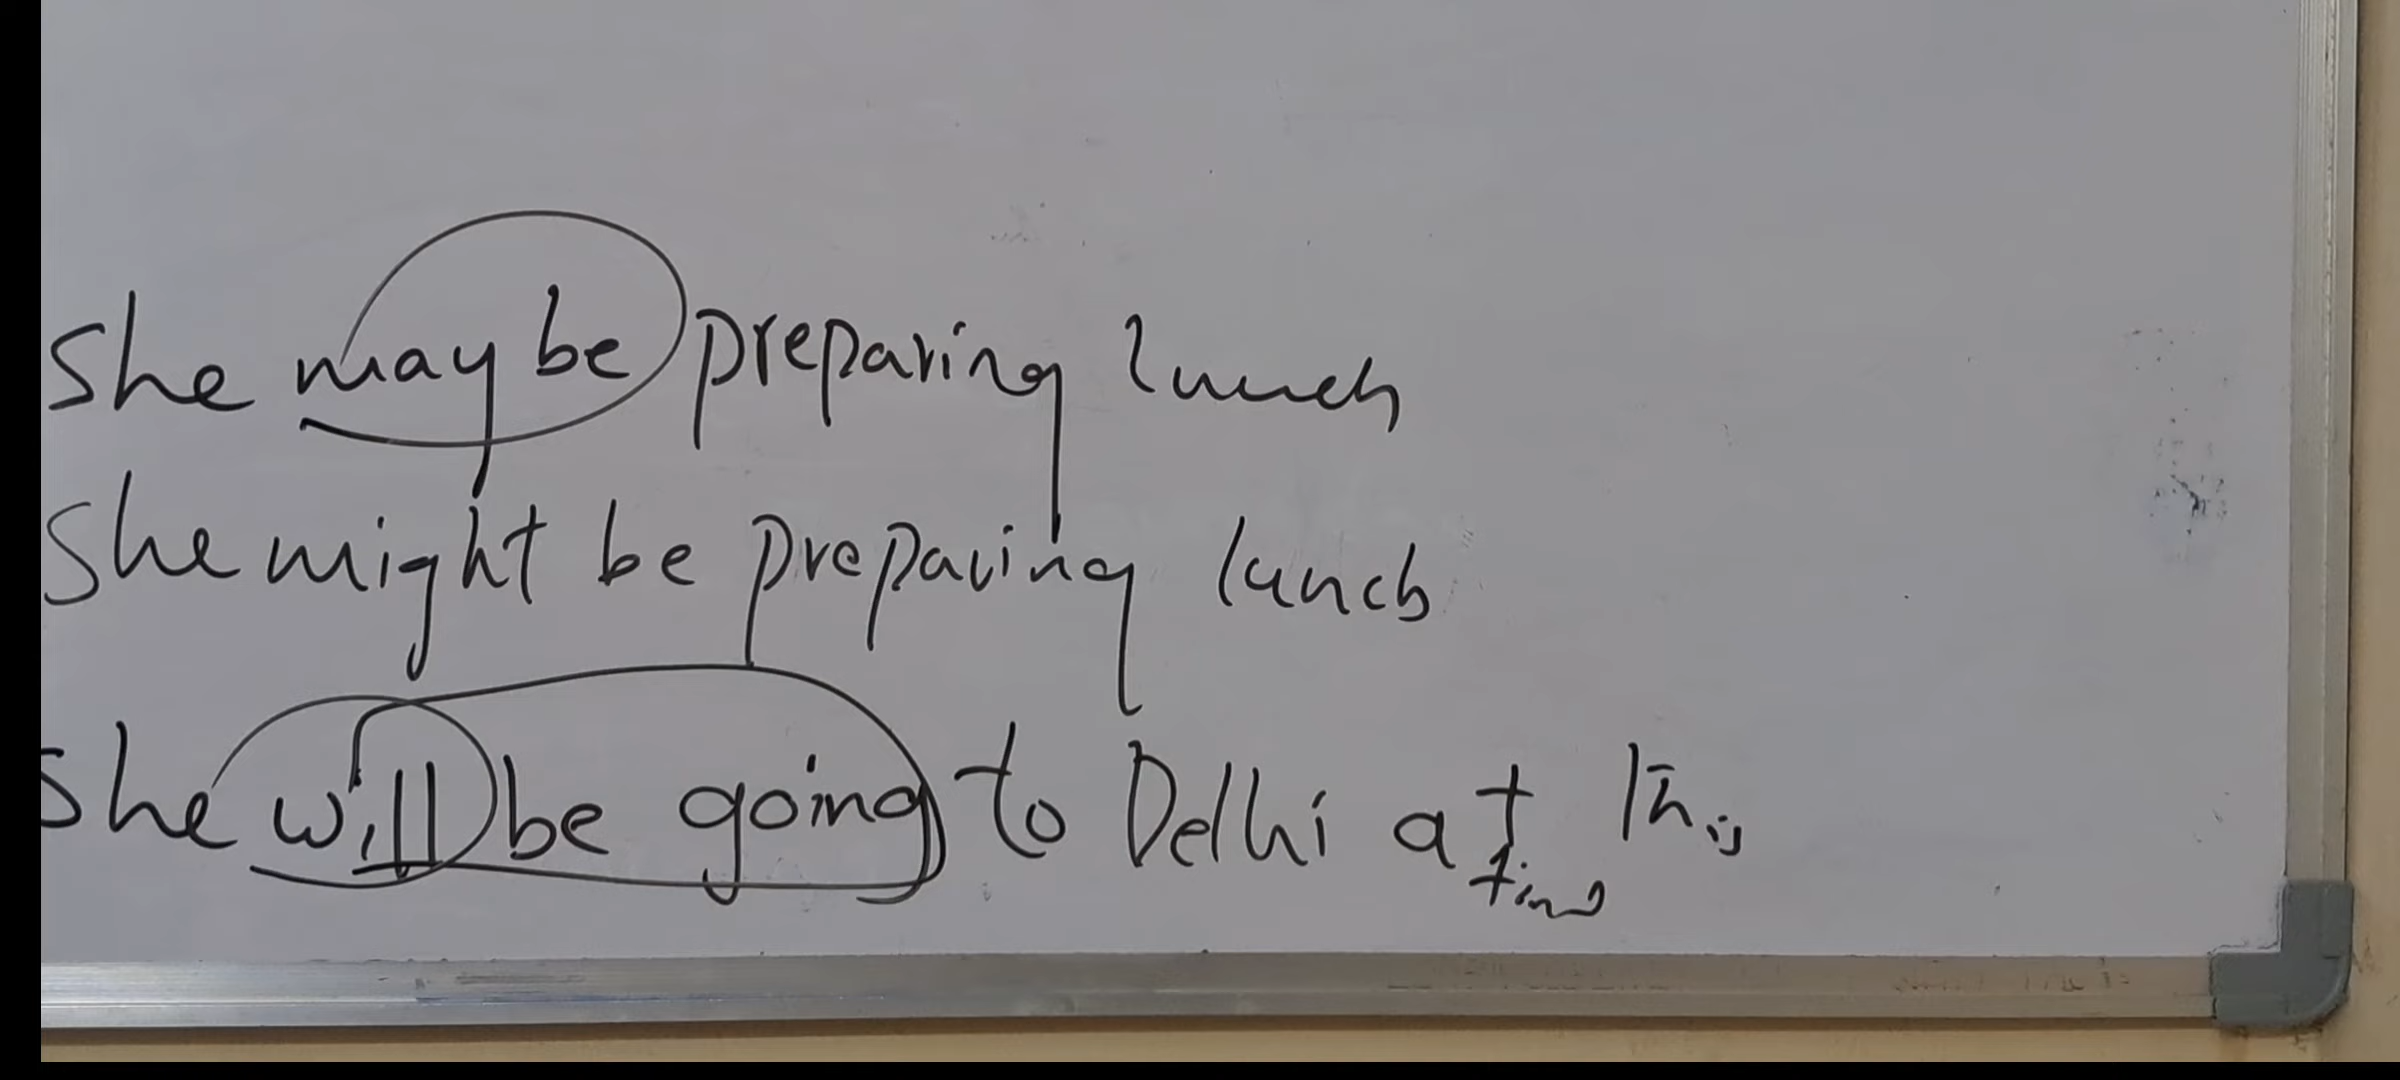 She may be preparing lunch
She might be preparing lunch
She will be going to Delhi at this
time